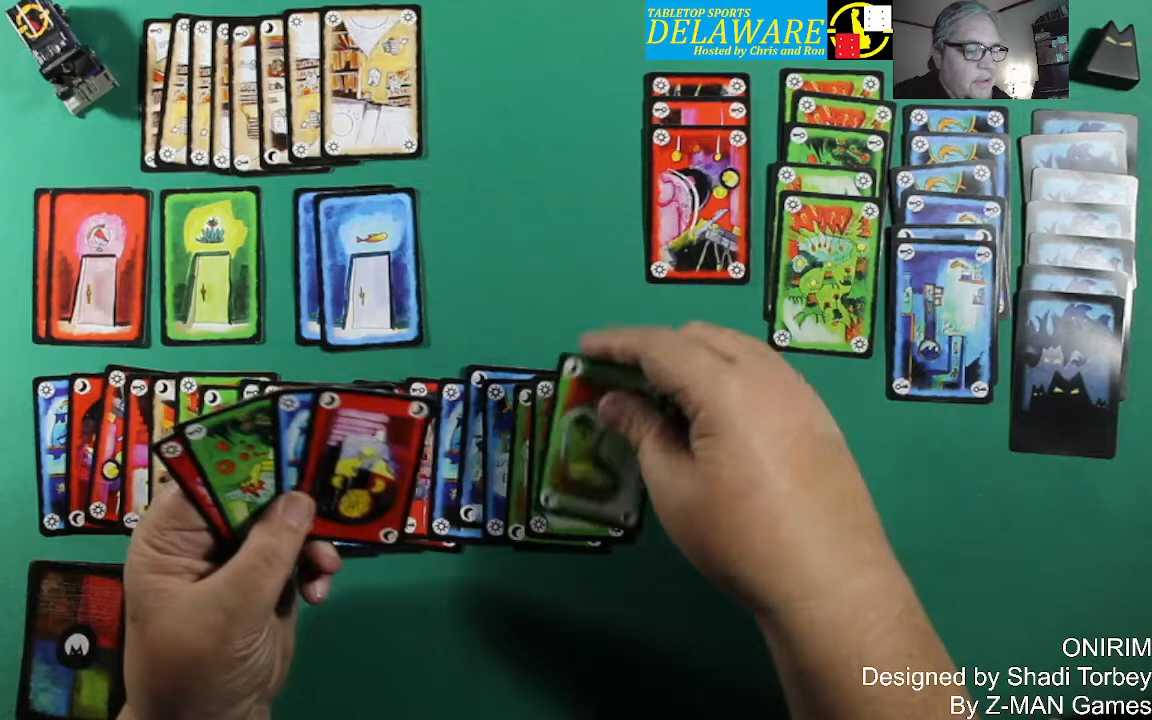 TABLETOP SPORTS
DELAWARE
Hosted by Chris and Ron
ONIRIM
Designed by Shadi Torbey
By Z-MAN Games